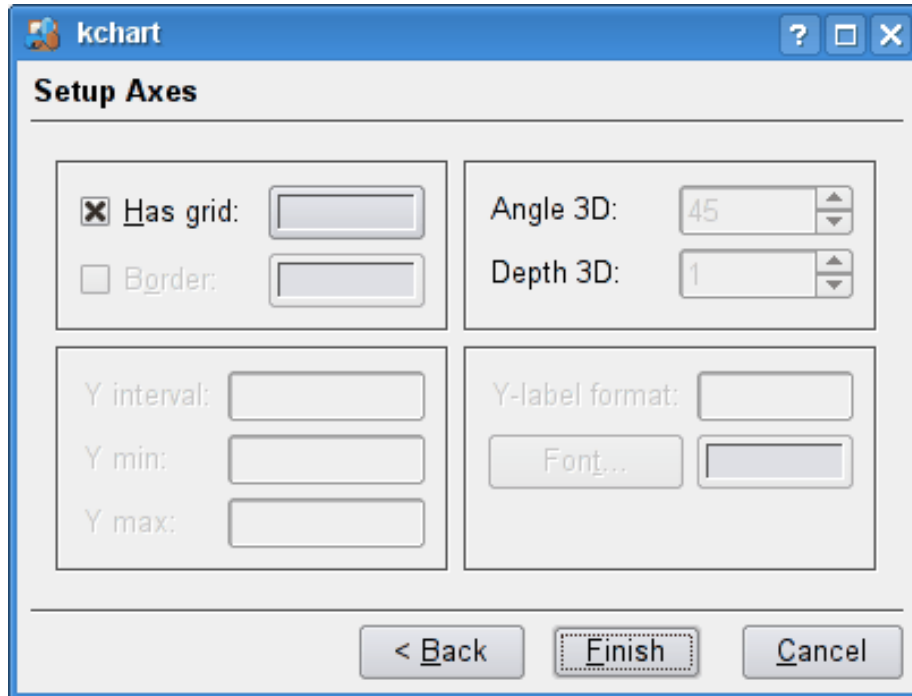 kchart
Setup Axes
Has grid:
Border:
Angle 3D: 45
Depth 3D: 1
Y interval:
Y min:
Y max:
Y-label format:
Font...
< Back
Finish
Cancel